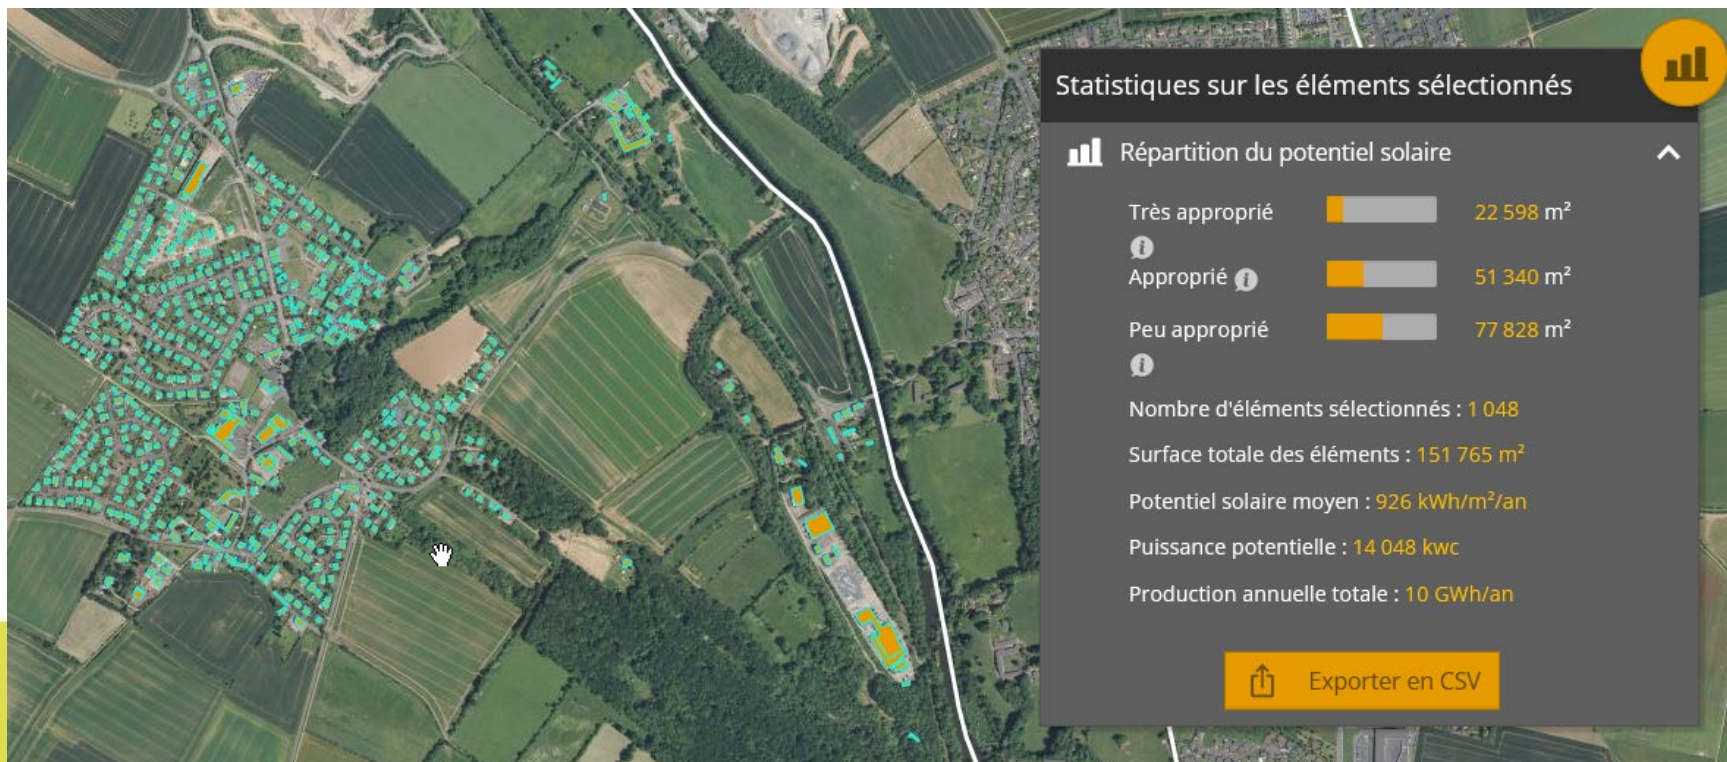 Statistiques sur les éléments sélectionnés
Répartition du potentiel solaire
Très approprié 22 598 m²
Approprié 51 340 m²
Peu approprié 77 828 m²
Nombre d'éléments sélectionnés : 1 048
Surface totale des éléments : 151 765 m²
Potentiel solaire moyen : 926 kWh/m²/an
Puissance potentielle : 14 048 kwc
Production annuelle totale : 10 GWh/an
Exporter en CSV